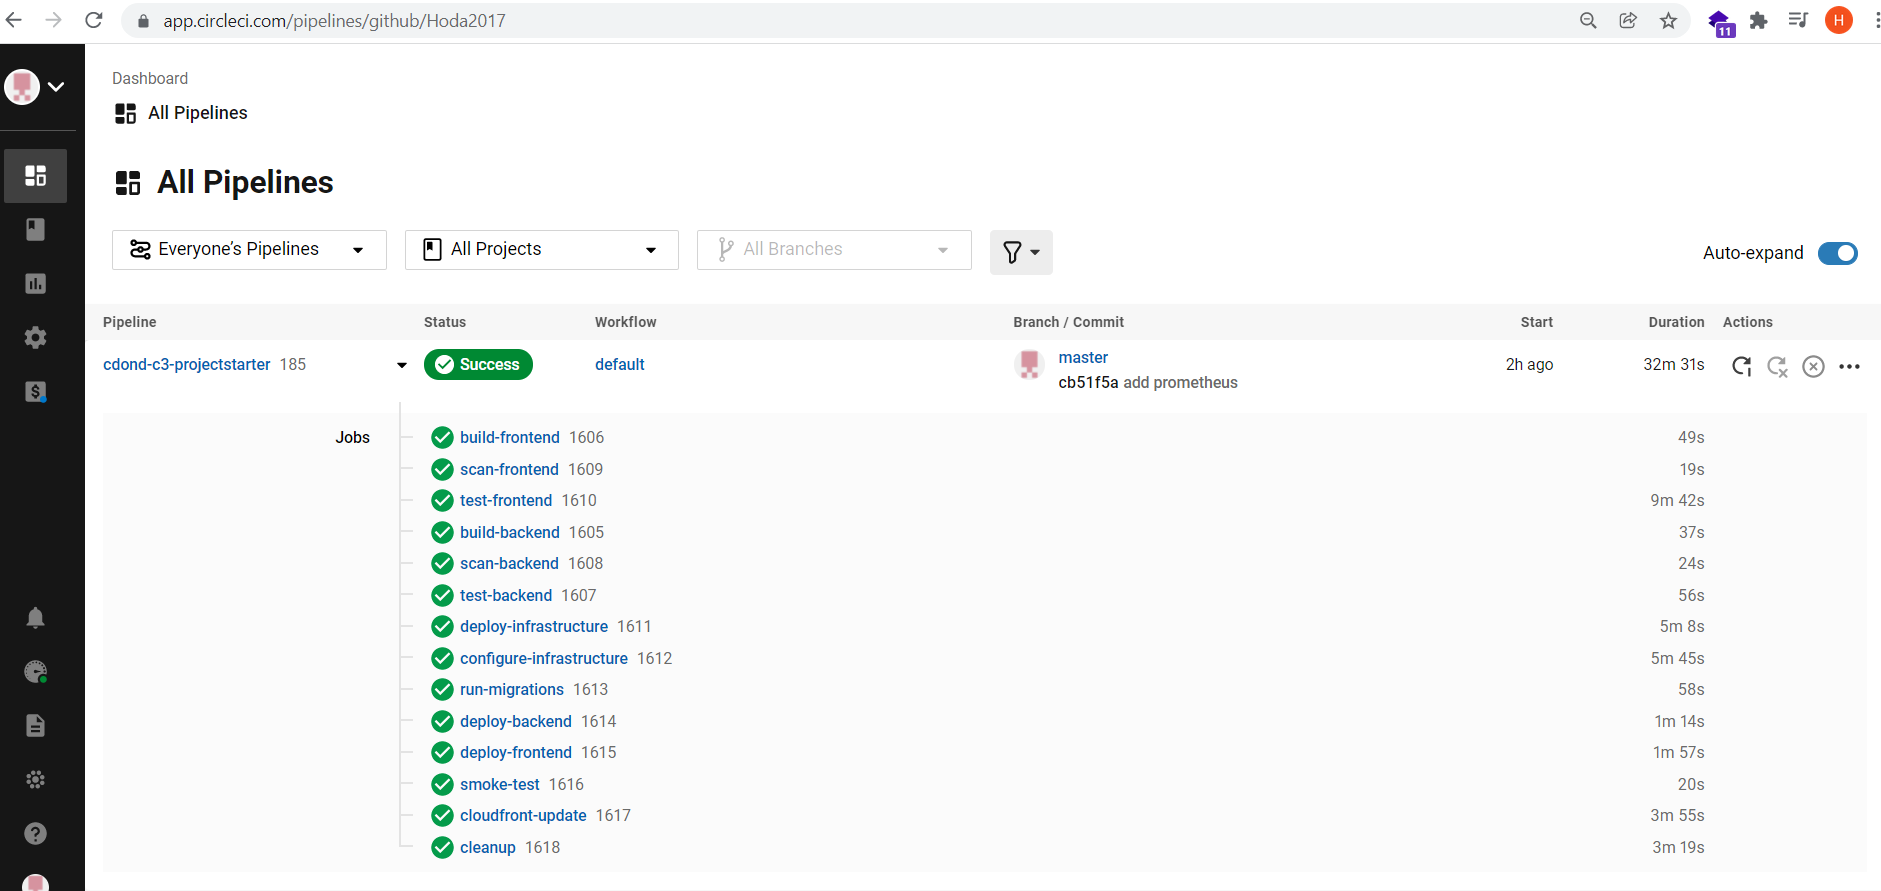 app.circleci.com/pipelines/github/Hoda2017
11
H
Dashboard
All Pipelines
All Pipelines
Everyone's Pipelines
All Projects
All Branches
Auto-expand
Pipeline Status Workflow Branch / Commit Start Duration Actions
cdond-c3-projectstarter 185 Success default master 2h ago 32m 31s
cb51f5a add prometheus
Jobs build-frontend 1606 49s
scan-frontend 1609 19s
test-frontend 1610 9m 42s
build-backend 1605 37s
scan-backend 1608 24s
test-backend 1607 56s
deploy-infrastructure 1611 5m 8s
configure-infrastructure 1612 5m 45s
run-migrations 1613 58s
deploy-backend 1614 1m 14s
deploy-frontend 1615 1m 57s
smoke-test 1616 20s
cloudfront-update 1617 3m 55s
cleanup 1618 3m 19s